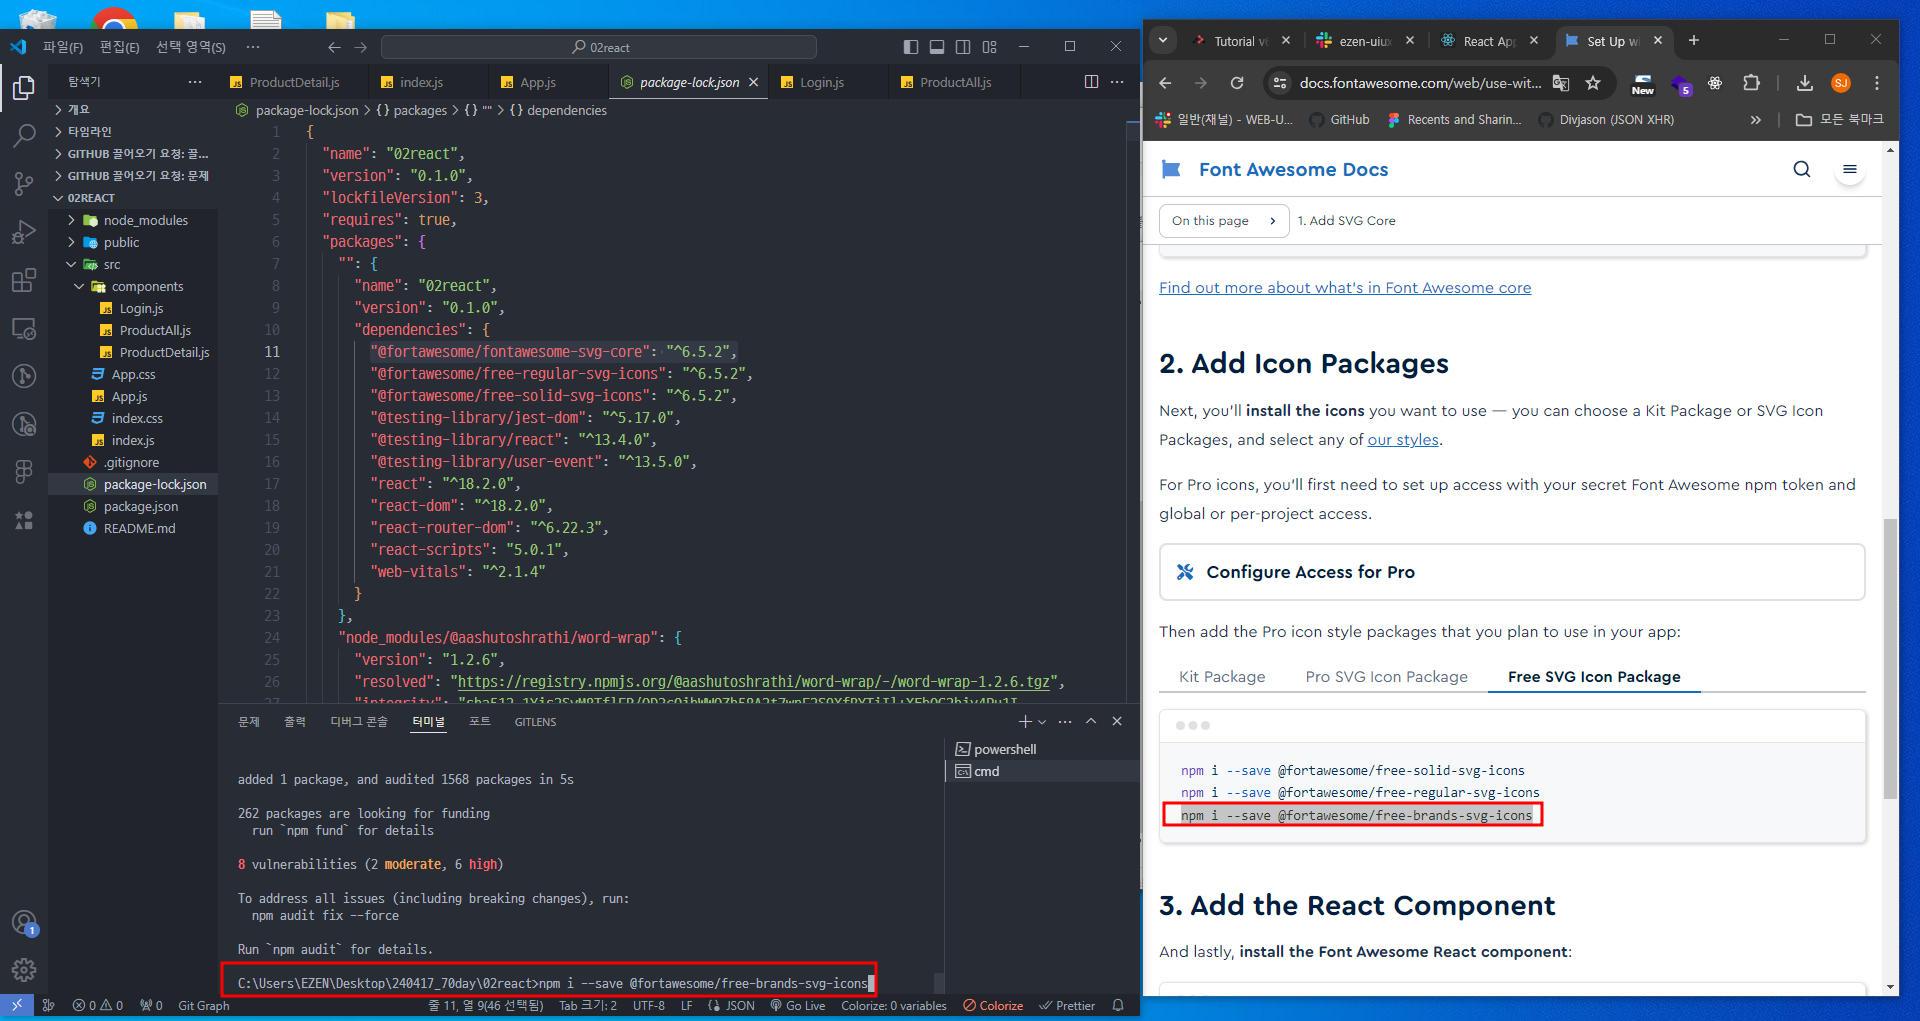 파일(F) 편집(E) 선택 영역(S) ··· 02react
탐색기 ···
개요
타임라인
GITHUB 끌어오기 요청: 끌...
GITHUB 끌어오기 요청: 문제
02REACT
node_modules
public
src
components
Login.js
ProductAll.js
ProductDetail.js
App.css
App.js
index.css
index.js
.gitignore
package-lock.json
package.json
README.md
1
ProductDetail.js index.js App.js package-lock.json Login.js ProductAll.js ···
package-lock.json > {} packages > {} "" > {} dependencies
1 {
2 "name": "02react",
3 "version": "0.1.0",
4 "lockfileVersion": 3,
5 "requires": true,
6 "packages": {
7 "": {
8 "name": "02react",
9 "version": "0.1.0",
10 "dependencies": {
11 "@fortawesome/fontawesome-svg-core": "^6.5.2",
12 "@fortawesome/free-regular-svg-icons": "^6.5.2",
13 "@fortawesome/free-solid-svg-icons": "^6.5.2",
14 "@testing-library/jest-dom": "^5.17.0",
15 "@testing-library/react": "^13.4.0",
16 "@testing-library/user-event": "^13.5.0",
17 "react": "^18.2.0",
18 "react-dom": "^18.2.0",
19 "react-router-dom": "^6.22.3",
20 "react-scripts": "5.0.1",
21 "web-vitals": "^2.1.4"
22 }
23 },
24 "node_modules/@aashutoshrathi/word-wrap": {
25 "version": "1.2.6",
26 "resolved": "https://registry.npmjs.org/@aashutoshrathi/word-wrap/-/word-wrap-1.2.6.tgz",
문제 출력 디버그 콘솔 터미널 포트 GITLENS
powershell
cmd
added 1 package, and audited 1568 packages in 5s
262 packages are looking for funding
run `npm fund` for details
8 vulnerabilities (2 moderate, 6 high)
To address all issues (including breaking changes), run:
npm audit fix --force
Run `npm audit` for details.
C:\Users\EZEN\Desktop\240417_70day\02react>npm i --save @fortawesome/free-brands-svg-icons
0 0 0 Git Graph 줄 11, 열 9(46 선택됨) Tab 크기: 2 UTF-8 LF {} JSON Go Live Colorize: 0 variables Colorize Prettier
Tutorial v6 ezen-uiux React App Set Up wi
docs.fontawesome.com/web/use-wit... New 5 SJ
일반(채널) - WEB-U... GitHub Recents and Sharin... Divjason (JSON XHR) » 모든 북마크
Font Awesome Docs
On this page > 1. Add SVG Core
Find out more about what's in Font Awesome core
2. Add Icon Packages
Next, you'll install the icons you want to use — you can choose a Kit Package or SVG Icon
Packages, and select any of our styles.
For Pro icons, you'll first need to set up access with your secret Font Awesome npm token and
global or per-project access.
Configure Access for Pro
Then add the Pro icon style packages that you plan to use in your app:
Kit Package Pro SVG Icon Package Free SVG Icon Package
npm i --save @fortawesome/free-solid-svg-icons
npm i --save @fortawesome/free-regular-svg-icons
npm i --save @fortawesome/free-brands-svg-icons
3. Add the React Component
And lastly, install the Font Awesome React component: